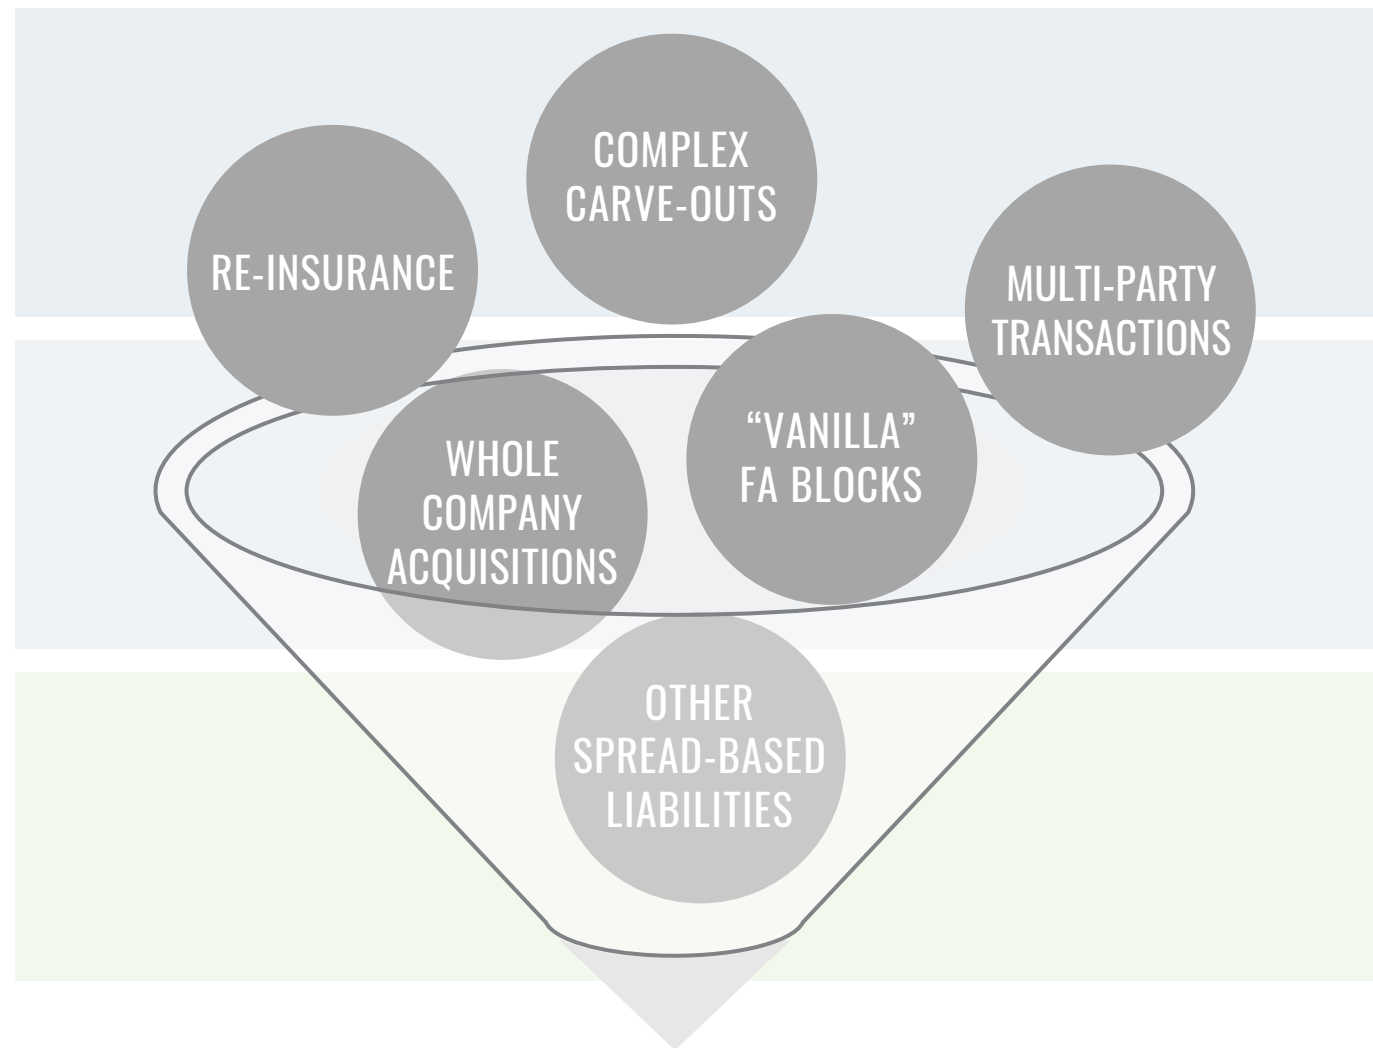 COMPLEX
CARVE-OUTS
RE-INSURANCE
MULTI-PARTY
TRANSACTIONS
“VANILLA”
FA BLOCKS
WHOLE
COMPANY
ACQUISITIONS
OTHER
SPREAD-BASED
LIABILITIES